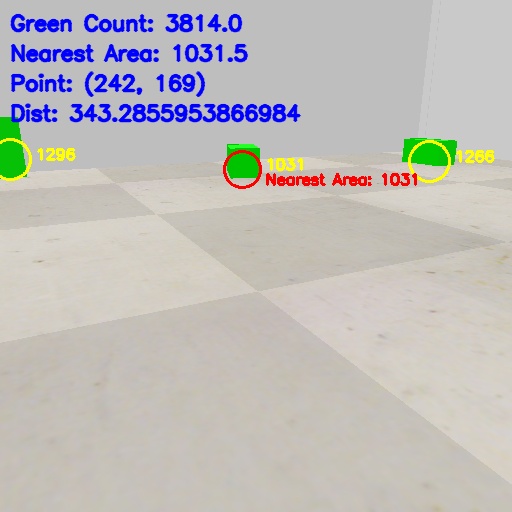 Green Count: 3814.0
Nearest Area: 1031.5
Point: (242, 169)
Dist: 343.2855953866984
1296
1031
1266
Nearest Area: 1031